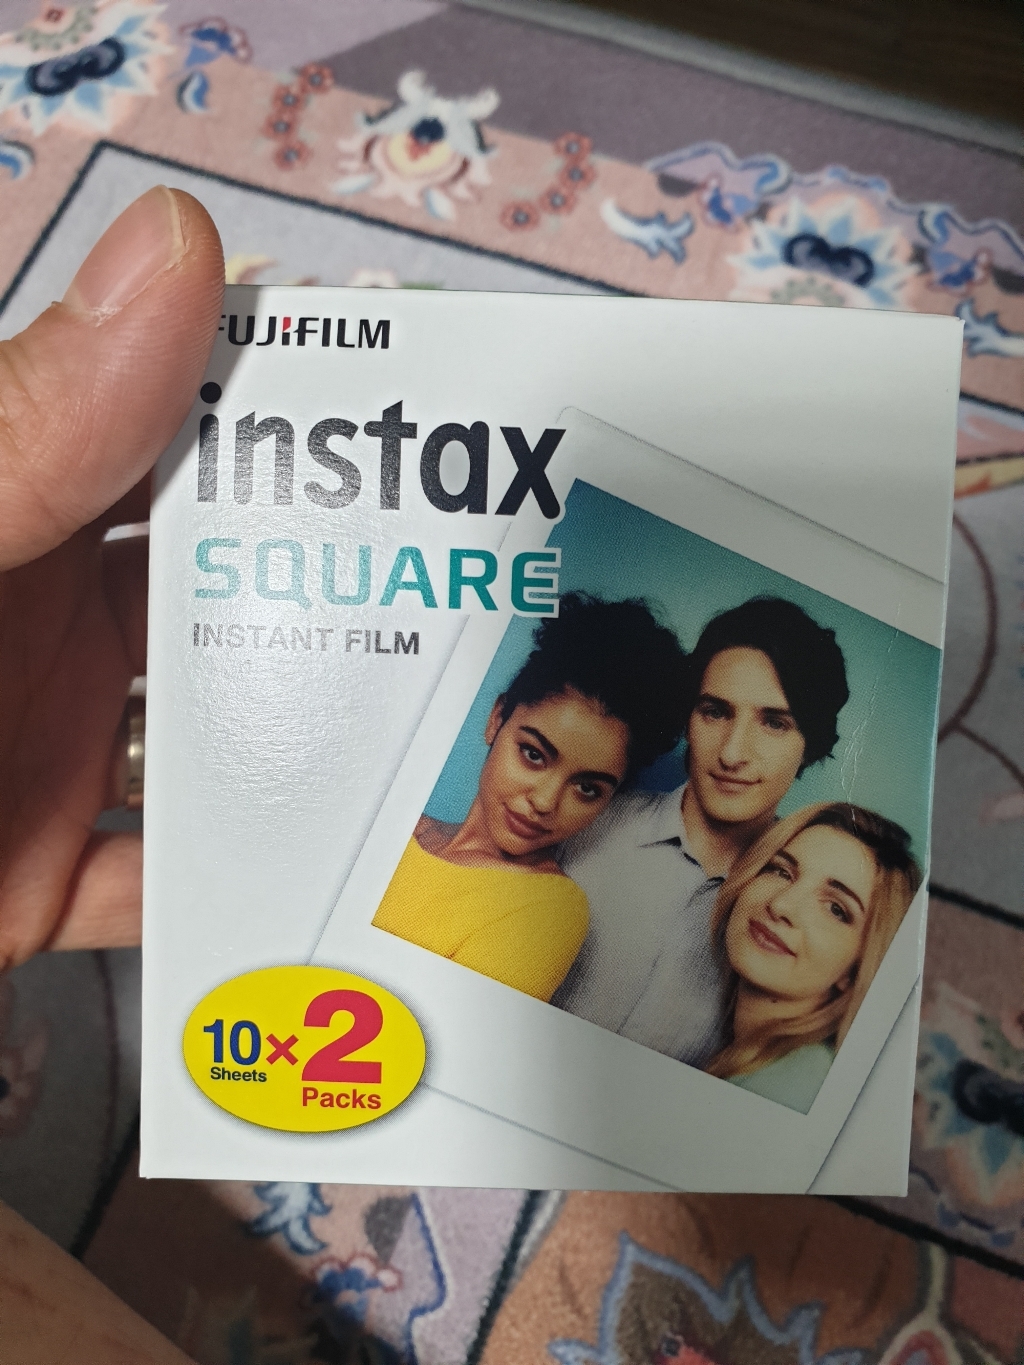 FUJIFILM
instax
SQUARE
INSTANT FILM
10×2
Sheets
Packs